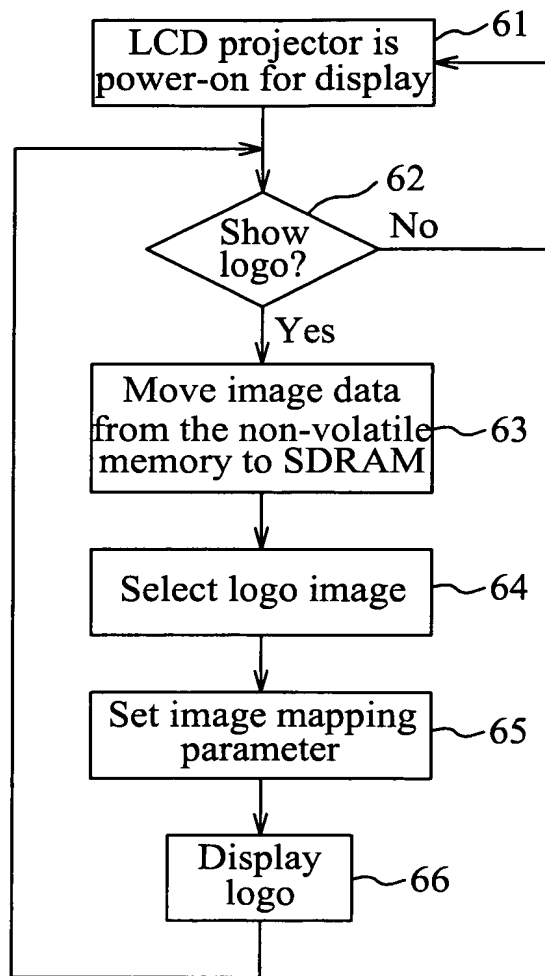 LCD projector is
power-on for display
61
Show
logo?
62
No
Yes
Move image data
from the non-volatile
memory to SDRAM
63
Select logo image
64
Set image mapping
parameter
65
Display
logo
66